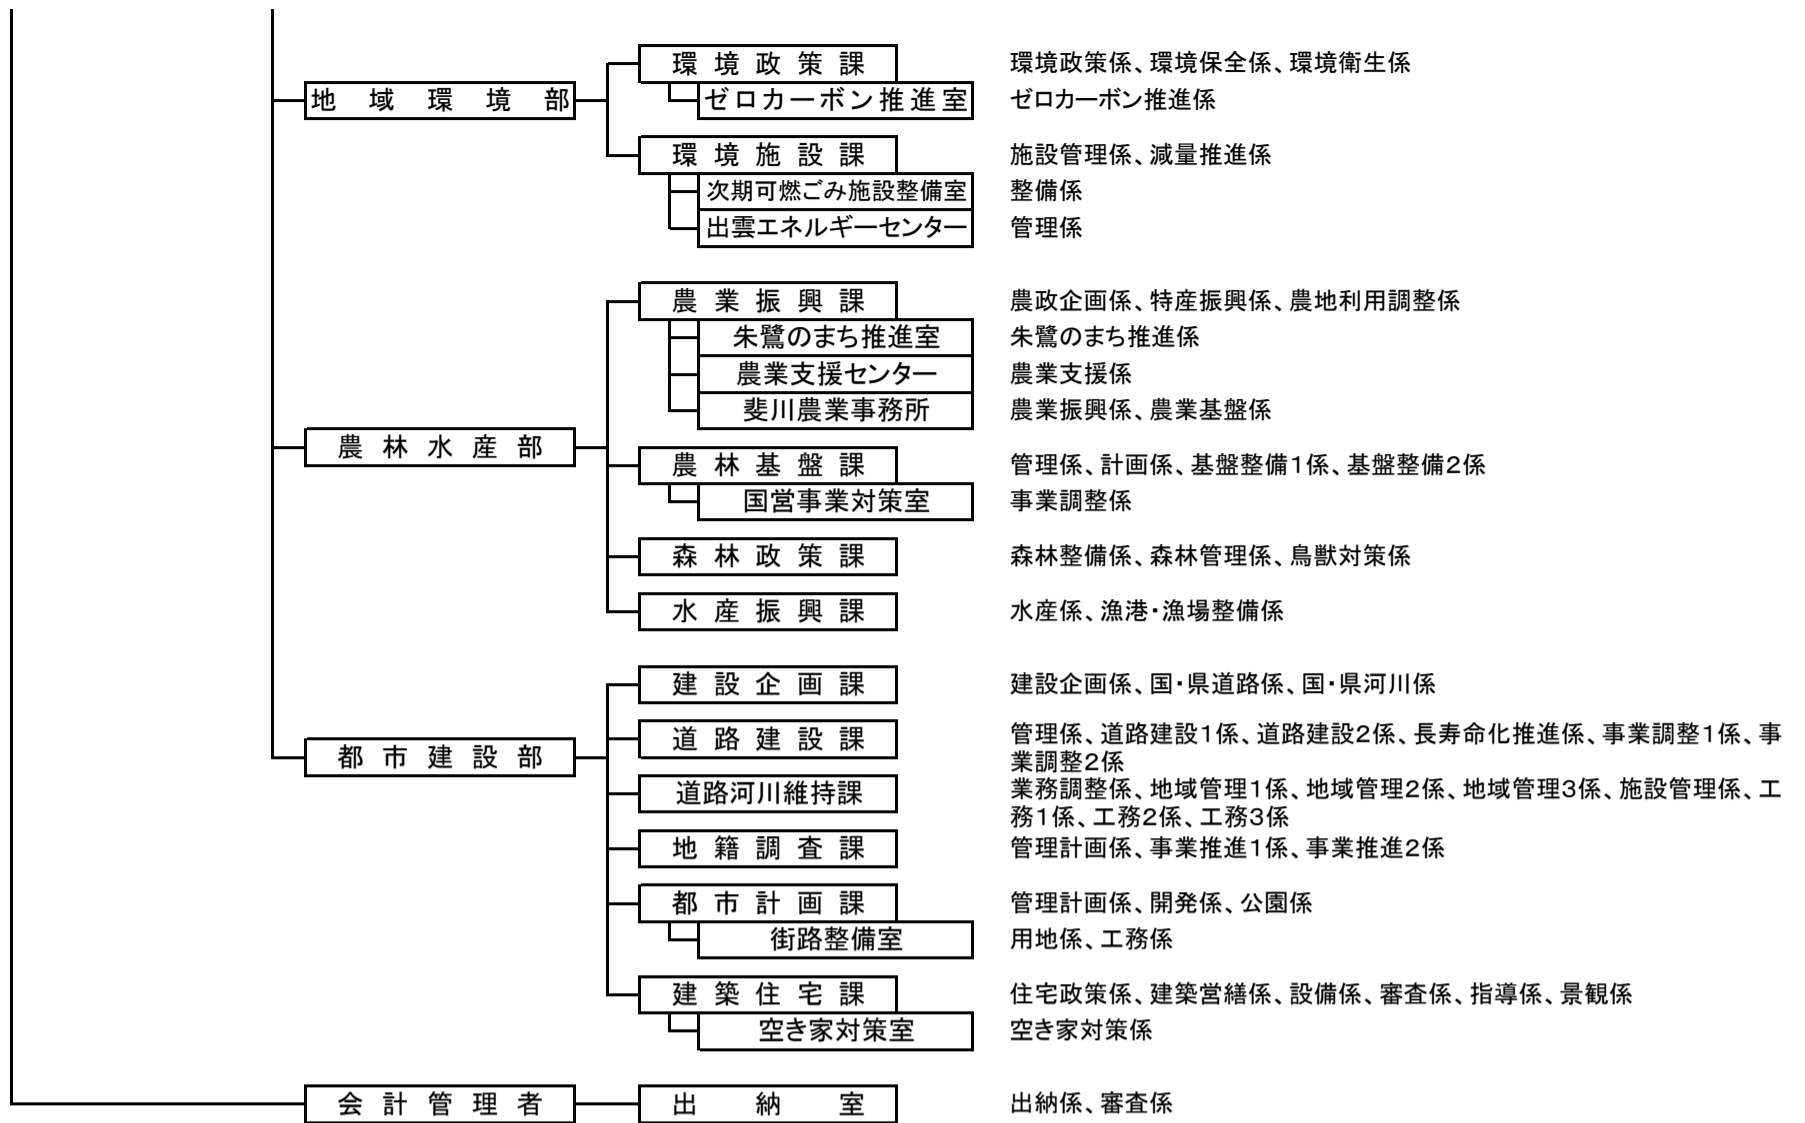 環境政策課 環境政策係、環境保全係、環境衛生係
地域環境部 ゼロカーボン推進室 ゼロカーボン推進係
環境施設課 施設管理係、減量推進係
次期可燃ごみ施設整備室 整備係
出雲エネルギーセンター 管理係
農業振興課 農政企画係、特産振興係、農地利用調整係
朱鷺のまち推進室 朱鷺のまち推進係
農業支援センター 農業支援係
斐川農業事務所 農業振興係、農業基盤係
農林水産部
農林基盤課 管理係、計画係、基盤整備1係、基盤整備2係
国営事業対策室 事業調整係
森林政策課 森林整備係、森林管理係、鳥獣対策係
水産振興課 水産係、漁港・漁場整備係
建設企画課 建設企画係、国・県道路係、国・県河川係
道路建設課 管理係、道路建設1係、道路建設2係、長寿命化推進係、事業調整1係、事
業調整2係
都市建設部
道路河川維持課 業務調整係、地域管理1係、地域管理2係、地域管理3係、施設管理係、工
務1係、工務2係、工務3係
地籍調査課 管理計画係、事業推進1係、事業推進2係
都市計画課 管理計画係、開発係、公園係
街路整備室 用地係、工務係
建築住宅課 住宅政策係、建築営繕係、設備係、審査係、指導係、景観係
空き家対策室 空き家対策係
会計管理者 出納室 出納係、審査係